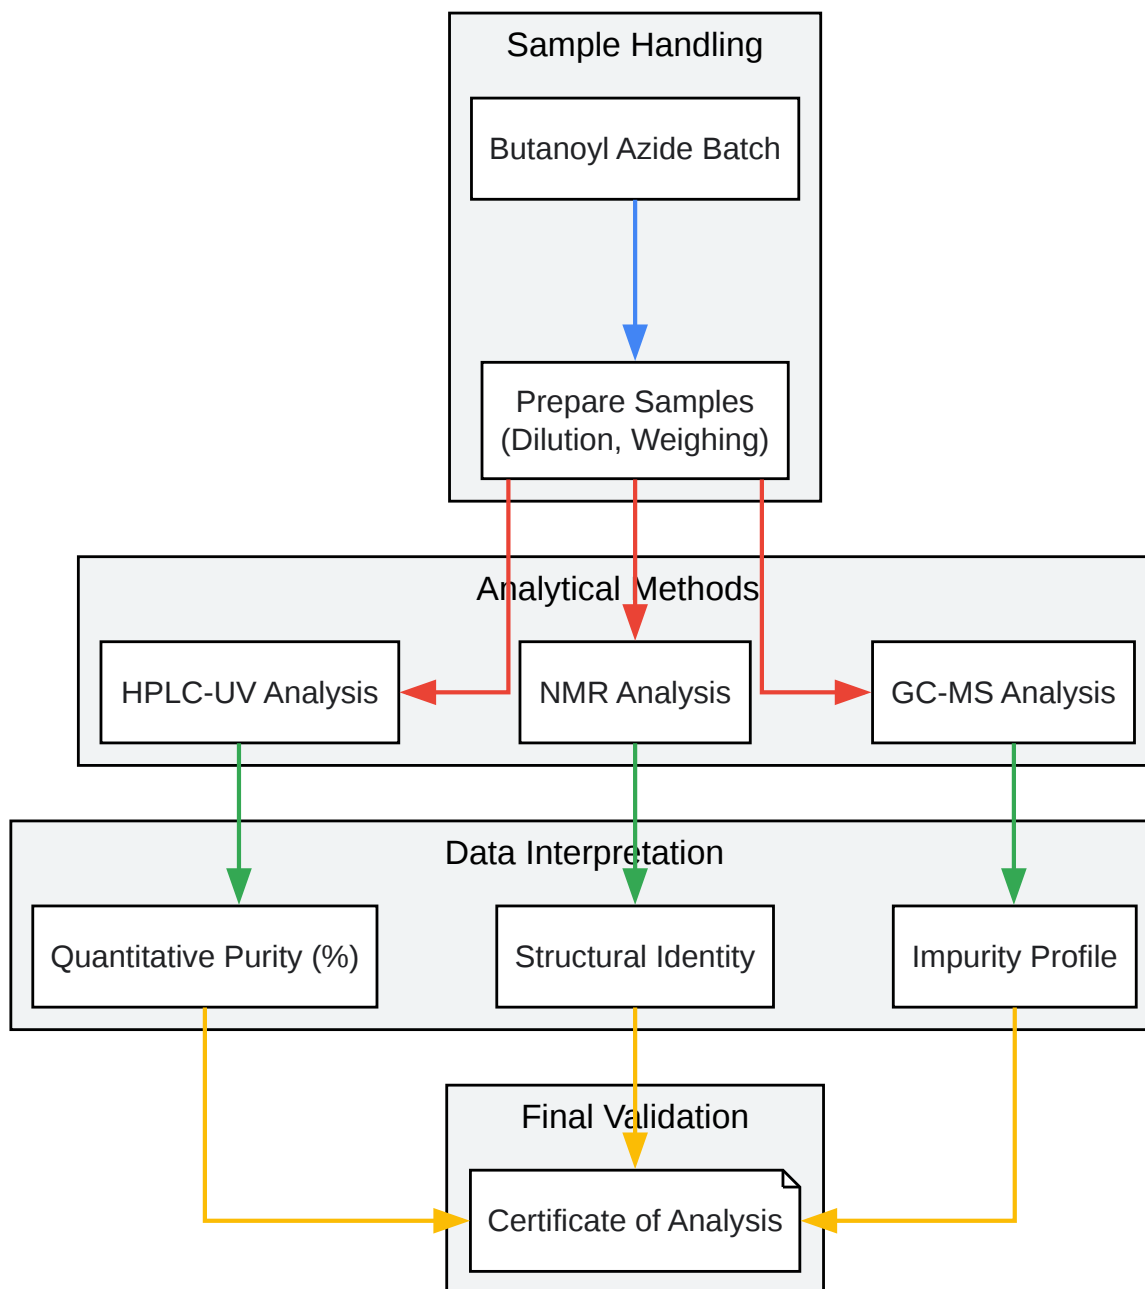 Sample Handling
Butanoyl Azide Batch
Prepare Samples
(Dilution, Weighing)
Analytical Methods
HPLC-UV Analysis
NMR Analysis
GC-MS Analysis
Data Interpretation
Quantitative Purity (%)
Structural Identity
Impurity Profile
Final Validation
Certificate of Analysis